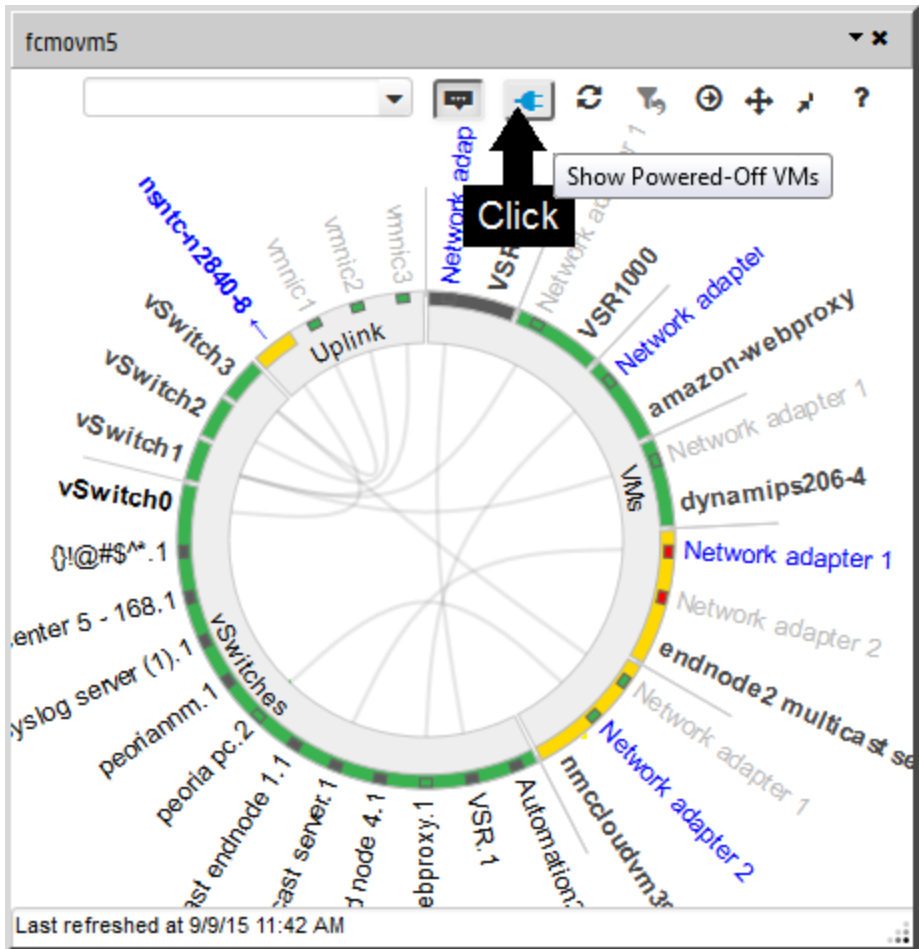 fcmovm5
Show Powered-Off VMs
Click
Network adap
VSR
Network ad
r 1
VSR1000
Network adapter
amazon-webproxy
Network adapter 1
dynamips206-4
Network adapter 1
Network adapter 2
endnode2 multicast se
Network adapter 1
Network adapter 2
nmccloudvm3
Automation
VSR.1
ebproxy.1
d node 4.1
cast server.1
ast endnode 1.1
peoria pc.2
peoriannm.1
yslog server (1).1
enter 5 - 168.1
{}!@#$^*.1
vSwitch0
vSwitch1
vSwitch2
vSwitch3
nsntc-n2840-8 ←
vmnic1
vmnic2
vmnic3
Uplink
VMs
vSwitches
Last refreshed at 9/9/15 11:42 AM